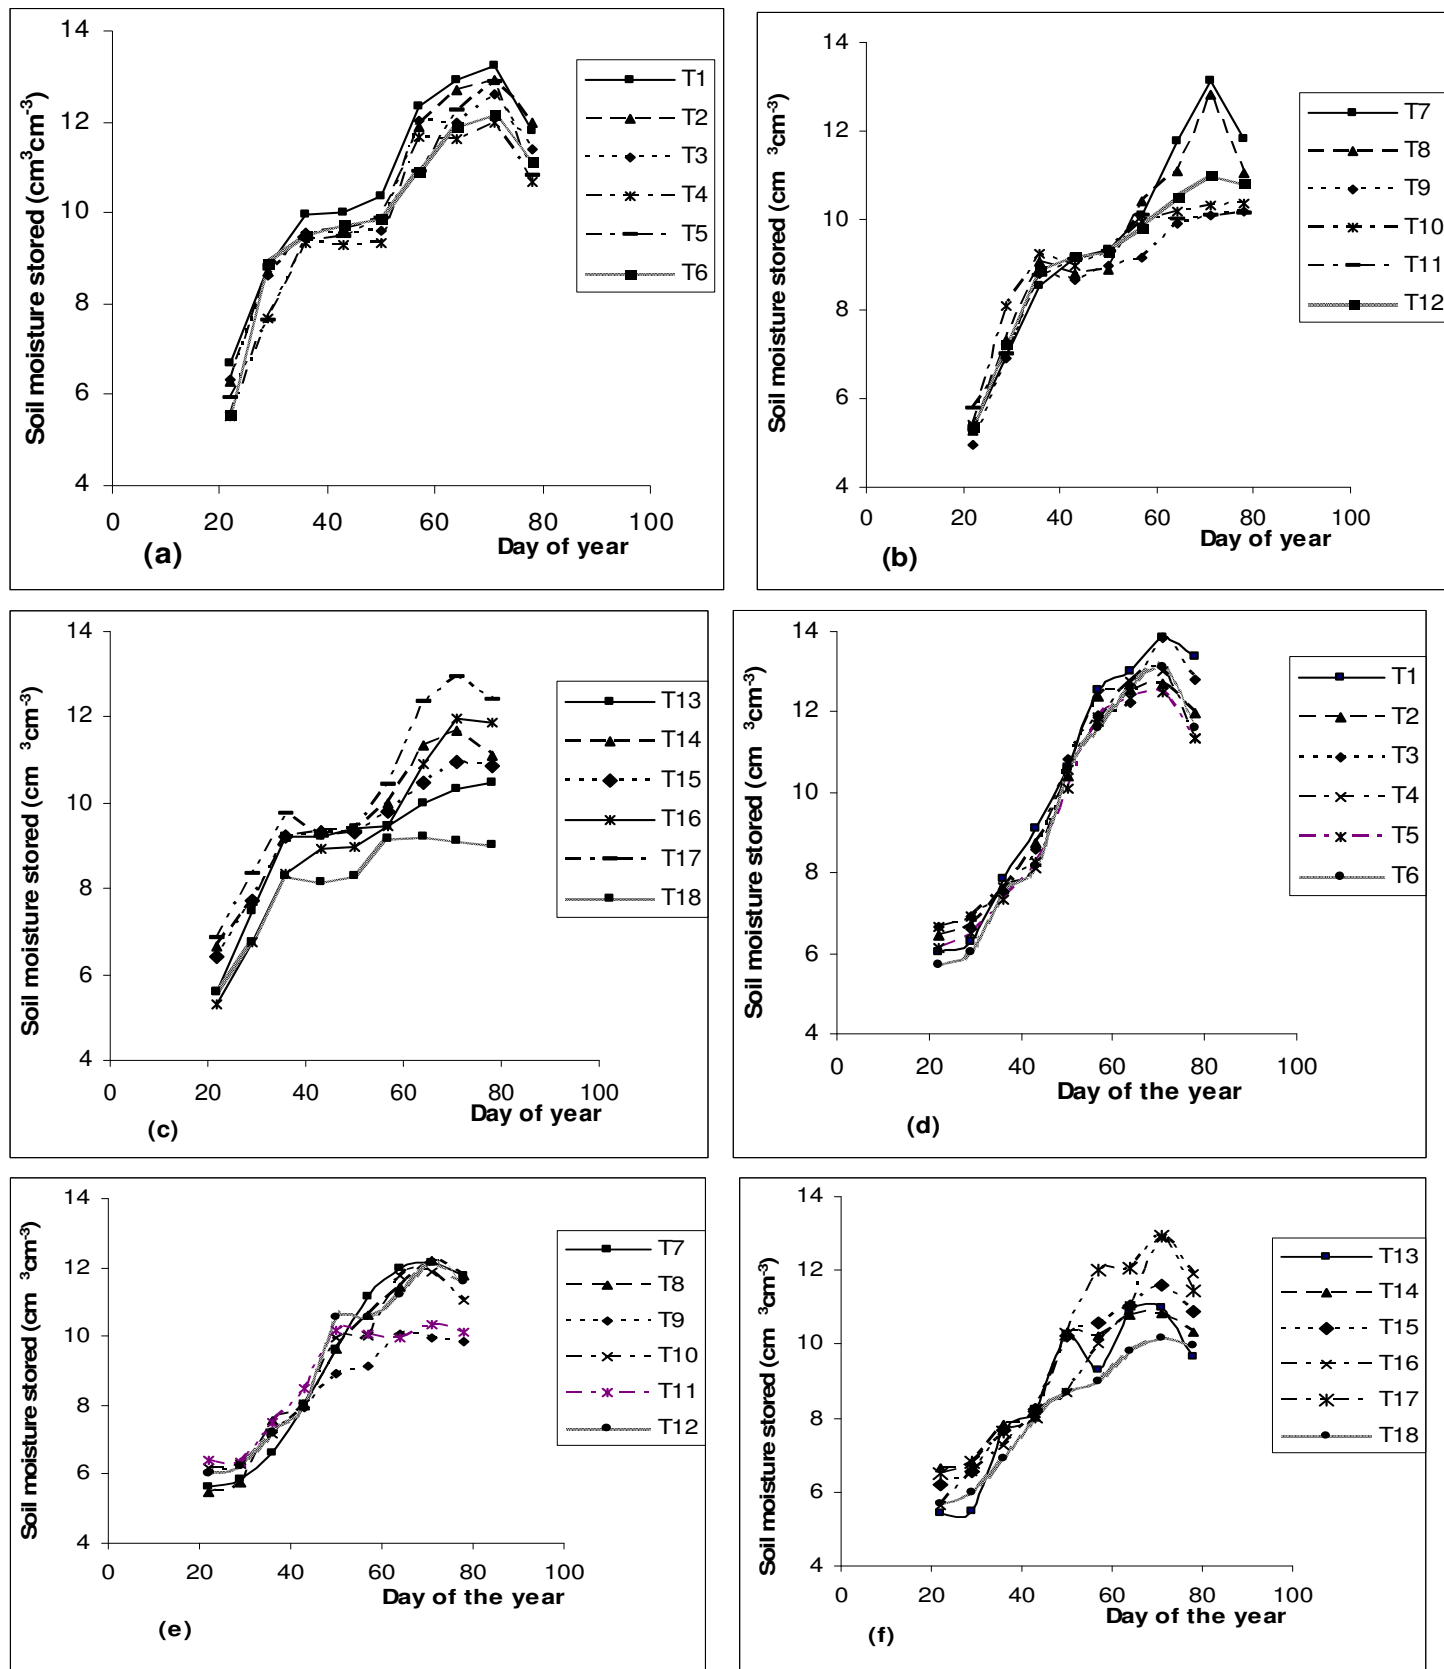 14
12
10
8
6
4
0
20
40
60
80
100
Soil moisture stored (cm³cm⁻³)
Day of year
(a)
T1
T2
T3
T4
T5
T6
14
12
10
8
6
4
0
20
40
60
80
100
Soil moisture stored (cm ³cm⁻³)
Day of year
(b)
T7
T8
T9
T10
T11
T12
14
12
10
8
6
4
0
20
40
60
80
100
Soil moisture stored (cm ³cm⁻³)
Day of year
(c)
T13
T14
T15
T16
T17
T18
14
12
10
8
6
4
0
20
40
60
80
100
Soil moisture stored (cm ³cm⁻³)
Day of the year
(d)
T1
T2
T3
T4
T5
T6
14
12
10
8
6
4
0
20
40
60
80
100
Soil moisture stored (cm ³cm⁻³)
Day of the year
(e)
T7
T8
T9
T10
T11
T12
14
12
10
8
6
4
0
20
40
60
80
100
Soil moisture stored (cm ³cm⁻³)
Day of the year
(f)
T13
T14
T15
T16
T17
T18